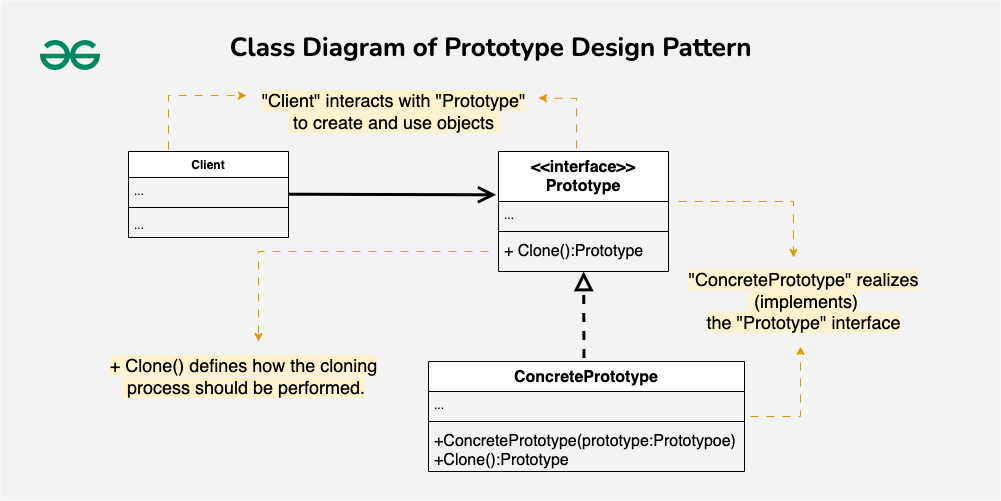 Class Diagram of Prototype Design Pattern
"Client" interacts with "Prototype"
to create and use objects
Client
...
...
<<interface>>
Prototype
...
+ Clone():Prototype
"ConcretePrototype" realizes
(implements)
the "Prototype" interface
+ Clone() defines how the cloning
process should be performed.
ConcretePrototype
...
+ConcretePrototype(prototype:Prototypoe)
+Clone():Prototype